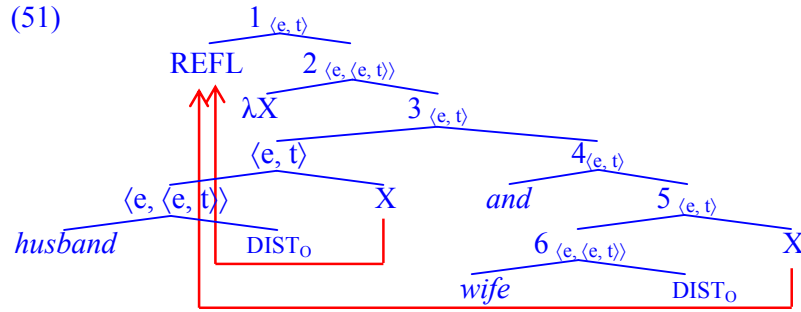 (51)
1 ⟨e, t⟩
REFL 2 ⟨e, ⟨e, t⟩⟩
λX 3 ⟨e, t⟩
⟨e, t⟩ 4⟨e, t⟩
⟨e, ⟨e, t⟩⟩ X and 5 ⟨e, t⟩
husband DISTO 6 ⟨e, ⟨e, t⟩⟩ X
wife DISTO